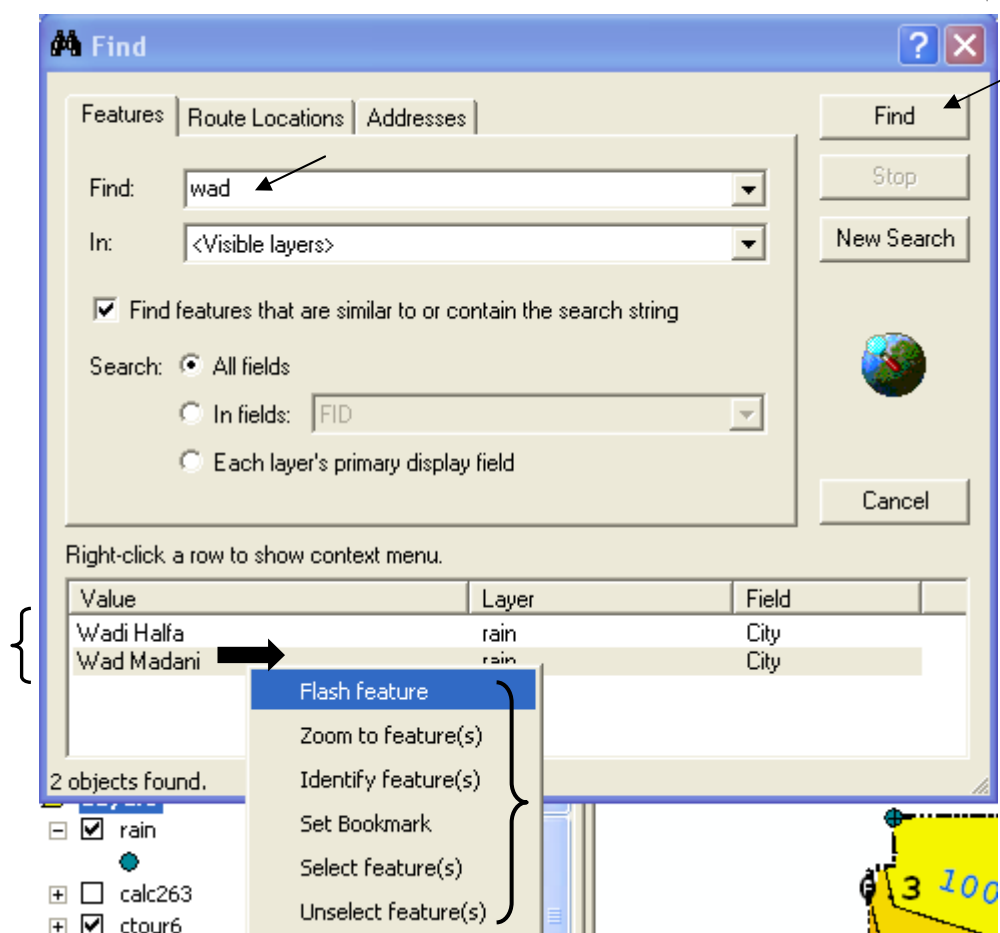 Find
Features Route Locations Addresses
Find
Find: wad
Stop
In: <Visible layers>
New Search
Find features that are similar to or contain the search string
Search: All fields
In fields: FID
Each layer's primary display field
Cancel
Right-click a row to show context menu.
Value Layer Field
Wadi Halfa rain City
Wad Madani rain City
Flash feature
Zoom to feature(s)
Identify feature(s)
Set Bookmark
Select feature(s)
Unselect feature(s)
2 objects found.
rain
calc263
ctour6
3 100